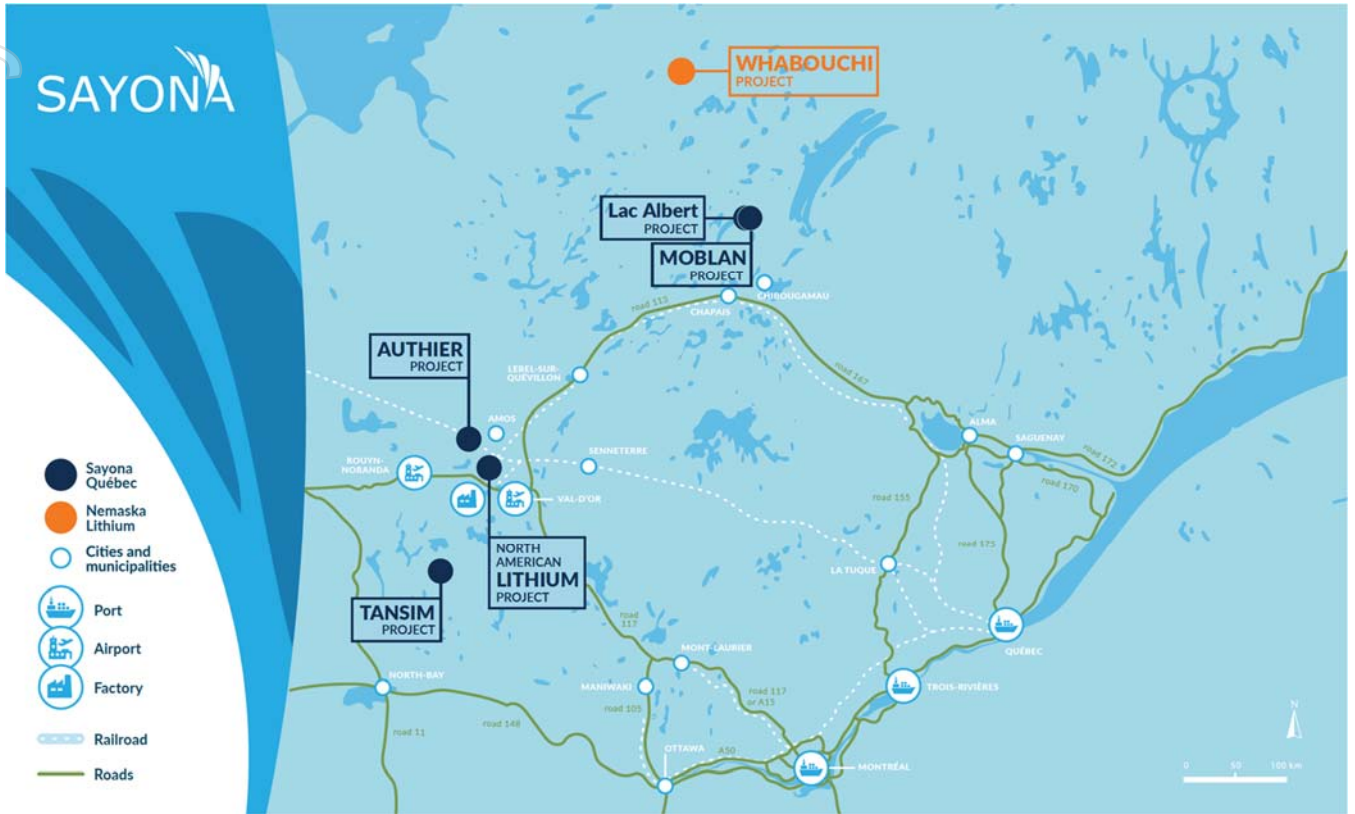 SAYONA
WHABOUCHI
PROJECT
Lac Albert
PROJECT
MOBLAN
PROJECT
CHIBOUGAMAU
road 113
CHAPAIS
AUTHIER
PROJECT
LEBEL-SUR-
QUÉVILLON
road 167
AMOS
ALMA
SAGUENAY
ROUYN-
NORANDA
SENNETERRE
road 172
VAL-D'OR
road 155
road 170
Sayona
Québec
Nemaska
Lithium
Cities and
municipalities
Port
Airport
Factory
Railroad
Roads
NORTH
AMERICAN
LITHIUM
PROJECT
road 175
LA TUQUE
TANSIM
PROJECT
road
117
QUÉBEC
MONT-LAURIER
NORTH-BAY
MANIWAKI
road 117
or A15
TROIS-RIVIÈRES
road 105
road 148
road 11
OTTAWA
A50
MONTRÉAL
N
0 50 100 km